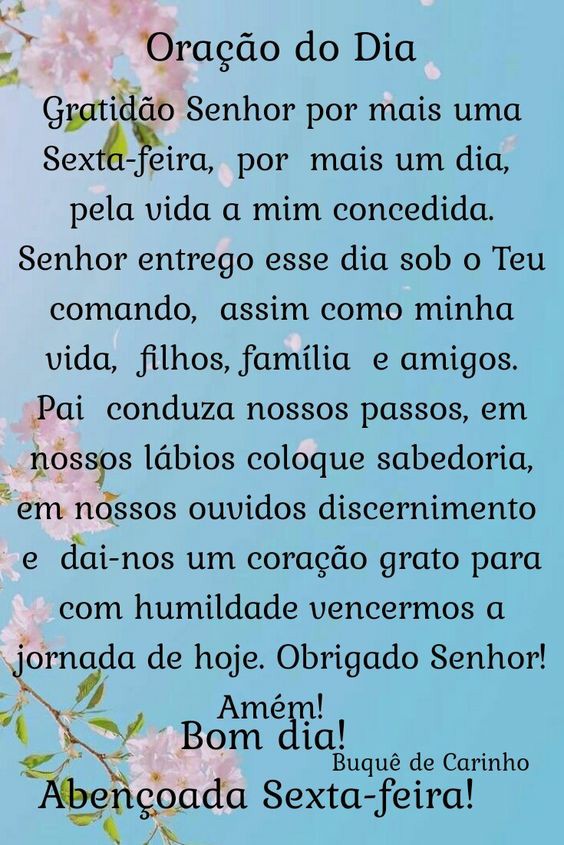 Oração do Dia
Gratidão Senhor por mais uma
Sexta-feira, por mais um dia,
pela vida a mim concedida.
Senhor entrego esse dia sob o Teu
comando, assim como minha
vida, filhos, família e amigos.
Pai conduza nossos passos, em
nossos lábios coloque sabedoria,
em nossos ouvidos discernimento
e dai-nos um coração grato para
com humildade vencermos a
jornada de hoje. Obrigado Senhor!
Amém!
Bom dia!
Buquê de Carinho
Abençoada Sexta-feira!